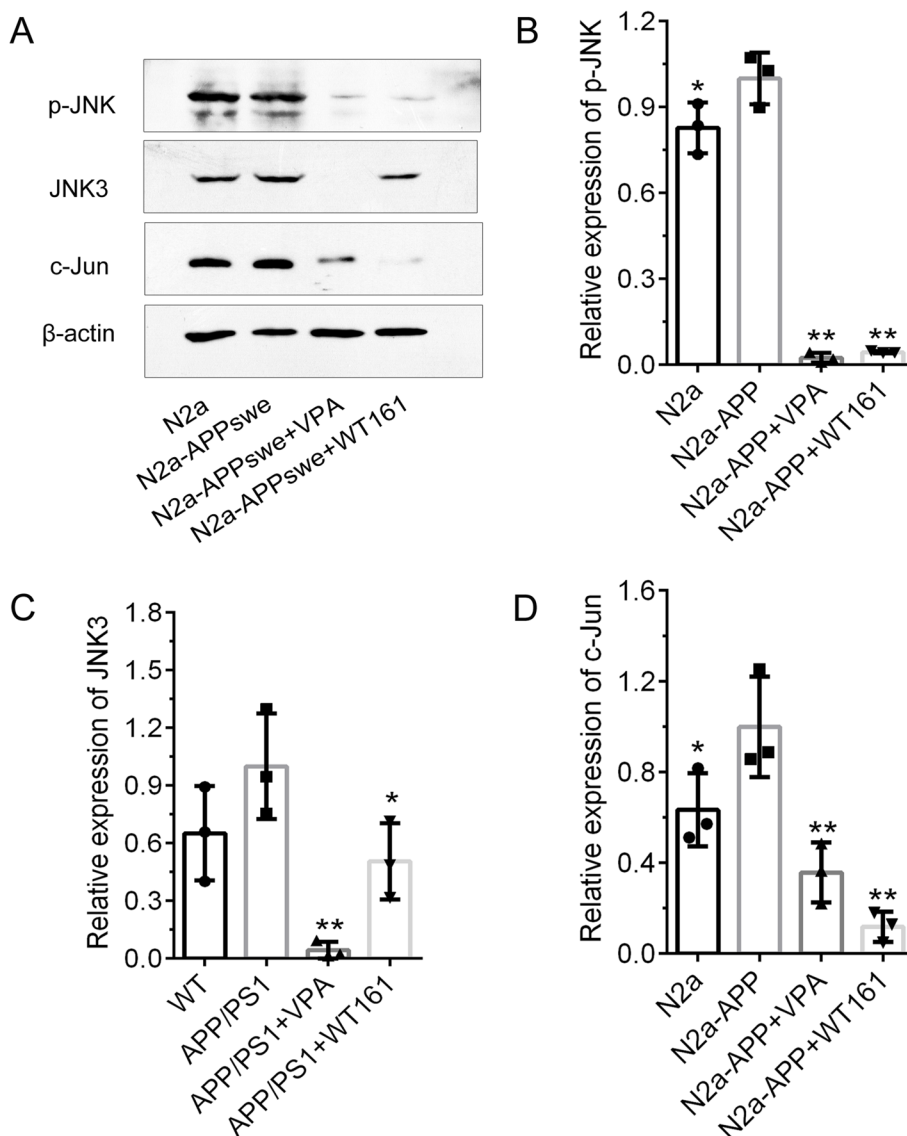 A
p-JNK
JNK3
c-Jun
β-actin
N2a
N2a-APPswe
N2a-APPswe+VPA
N2a-APPswe+WT161
B
Relative expression of p-JNK
1.2
0.9
0.6
0.3
0.0
*
**
**
N2a
N2a-APP
N2a-APP+VPA
N2a-APP+WT161
C
Relative expression of JNK3
1.8
1.5
1.2
0.9
0.6
0.3
0.0
**
*
WT
APP/PS1
APP/PS1+VPA
APP/PS1+WT161
D
Relative expression of c-Jun
1.6
1.2
0.8
0.4
0.0
*
**
**
N2a
N2a-APP
N2a-APP+VPA
N2a-APP+WT161